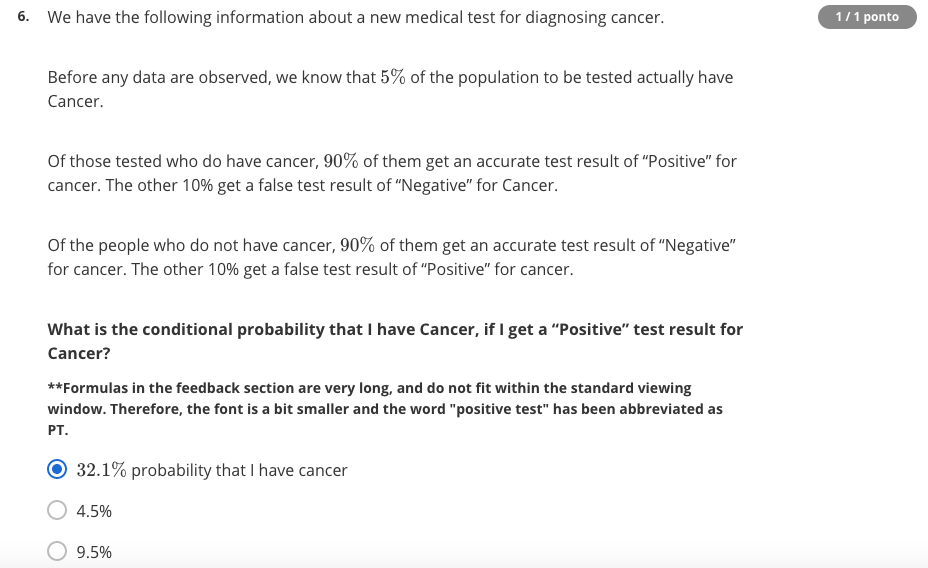 6. We have the following information about a new medical test for diagnosing cancer.
1 / 1 ponto
Before any data are observed, we know that 5% of the population to be tested actually have
Cancer.
Of those tested who do have cancer, 90% of them get an accurate test result of “Positive” for
cancer. The other 10% get a false test result of “Negative” for Cancer.
Of the people who do not have cancer, 90% of them get an accurate test result of “Negative”
for cancer. The other 10% get a false test result of “Positive” for cancer.
What is the conditional probability that I have Cancer, if I get a “Positive” test result for
Cancer?
**Formulas in the feedback section are very long, and do not fit within the standard viewing
window. Therefore, the font is a bit smaller and the word "positive test" has been abbreviated as
PT.
32.1% probability that I have cancer
4.5%
9.5%